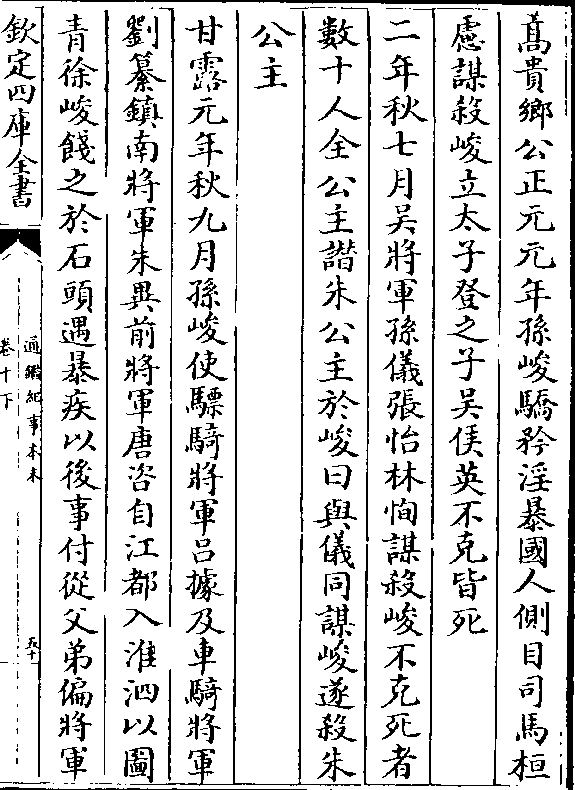 髙貴鄉公正元元年孫峻驕矜淫暴國人側目司馬桓
慮謀殺峻立太子登之子吳侯英不克皆死
二年秋七月吳將軍孫儀張怡林恂謀殺峻不克死者
數十人全公主譖朱公主於峻曰與儀同謀峻遂殺朱
公主
甘露元年秋九月孫峻使驃騎將軍吕據及車騎將軍
劉纂鎮南將軍朱異前將軍唐咨自江都入淮泗以圖
青徐峻餞之於石頭遇暴疾以後事付從父弟偏將軍
欽定四庫全書
通鑑紀事本末
卷十下
五十